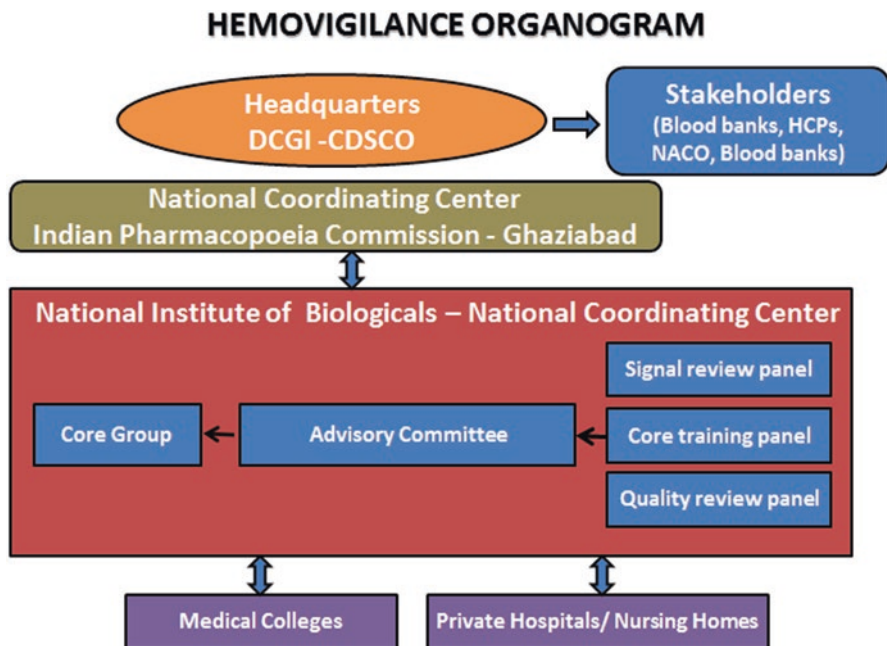 HEMOVIGILANCE ORGANOGRAM
Headquarters
DCGI -CDSCO
Stakeholders
(Blood banks, HCPs,
NACO, Blood banks)
National Coordinating Center
Indian Pharmacopoeia Commission - Ghaziabad
National Institute of Biologicals – National Coordinating Center
Signal review panel
Core Group
Advisory Committee
Core training panel
Quality review panel
Medical Colleges
Private Hospitals/ Nursing Homes